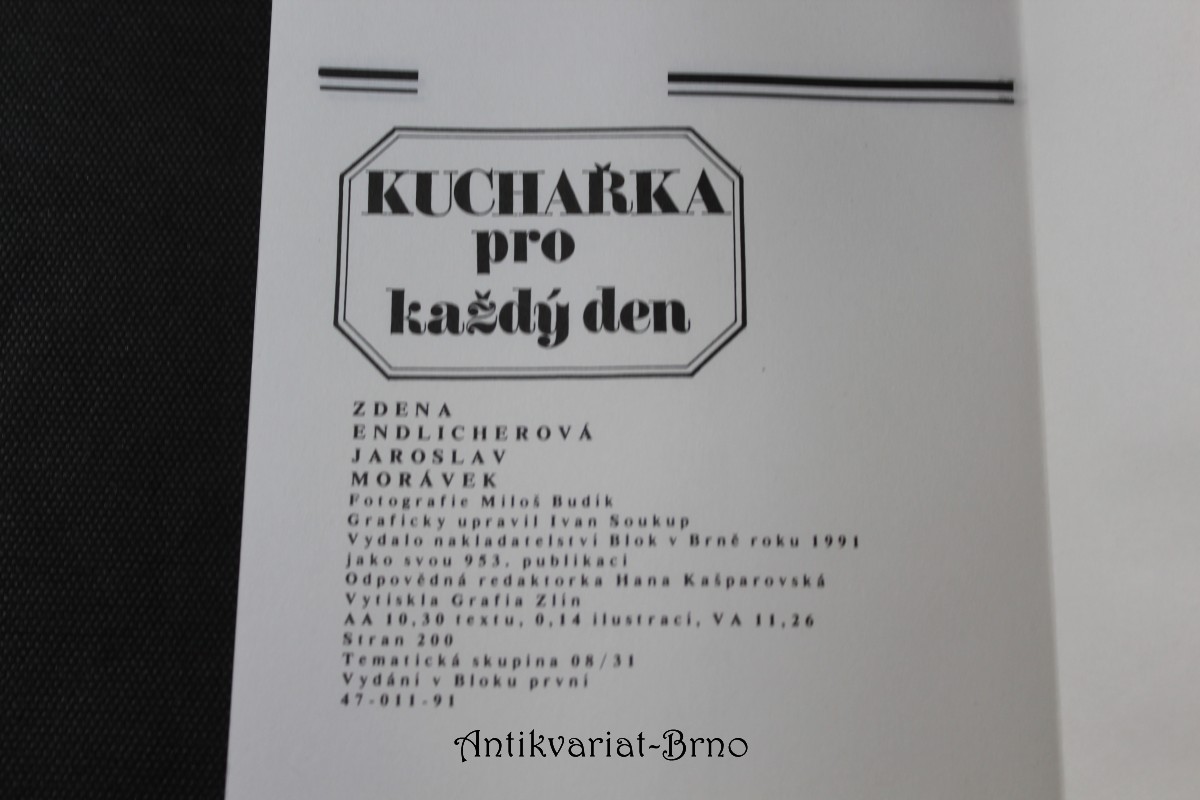 KUCHAŘKA
pro
každý den
ZDENA
ENDLICHEROVÁ
JAROSLAV
MORÁVEK
Fotografie Miloš Budík
Graficky upravil Ivan Soukup
Vydalo nakladatelství Blok v Brně roku 1991
jako svou 953. publikaci
Odpovědná redaktorka Hana Kašparovská
Vytiskla Grafia Zlín
AA 10,30 textu, 0,14 ilustrací, VA 11,26
Stran 200
Tematická skupina 08/31
Vydání v Bloku první
47-011-91
Antikvariat-Brno